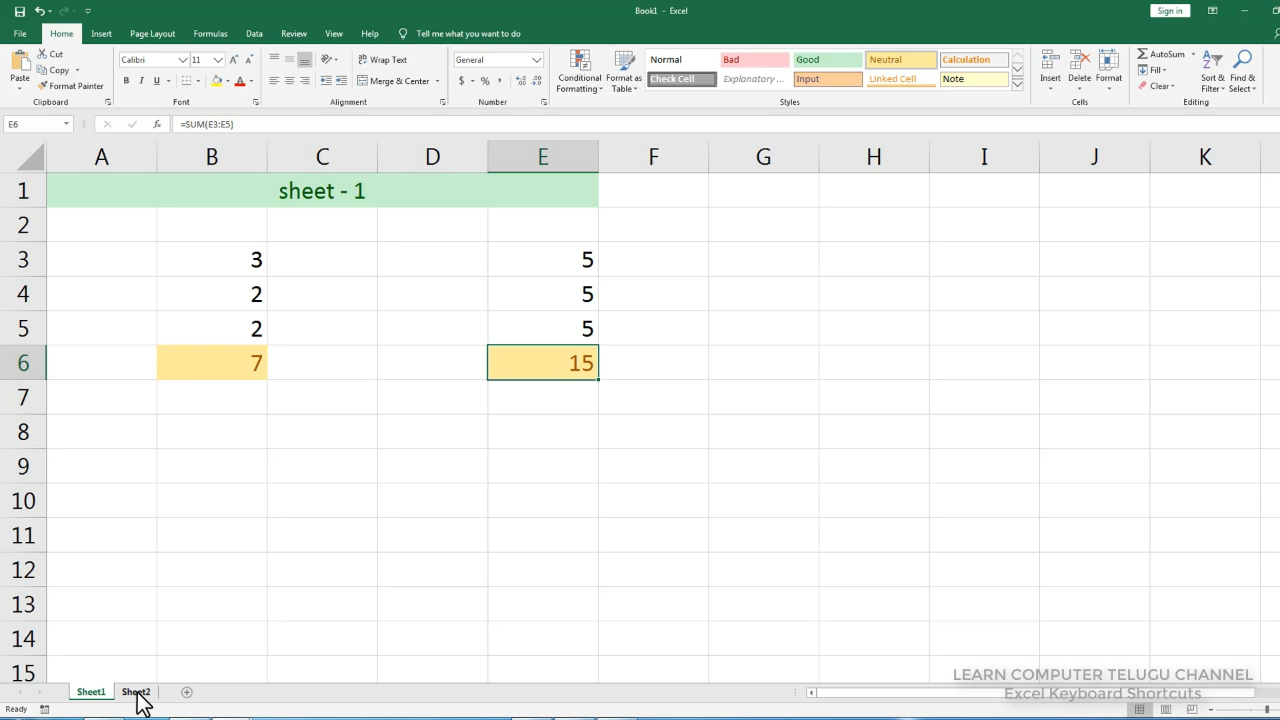 Book1 - Excel
Sign in
File Home Insert Page Layout Formulas Data Review View Help Tell me what you want to do
Paste
Cut
Copy
Format Painter
Clipboard
Calibri 11
B I U
Font
Wrap Text
Merge & Center
Alignment
General
$ % ,
Number
Conditional Formatting
Format as Table
Normal Bad Good Neutral Calculation
Check Cell Explanatory ... Input Linked Cell Note
Styles
Insert Delete Format
Cells
AutoSum
Fill
Clear
Sort & Filter
Find & Select
Editing
E6 fx =SUM(E3:E5)
A B C D E F G H I J K
1 sheet - 1
2
3 3 5
4 2 5
5 2 5
6 7 15
7
8
9
10
11
12
13
14
15
LEARN COMPUTER TELUGU CHANNEL
Excel Keyboard Shortcuts
Sheet1 Sheet2
Ready